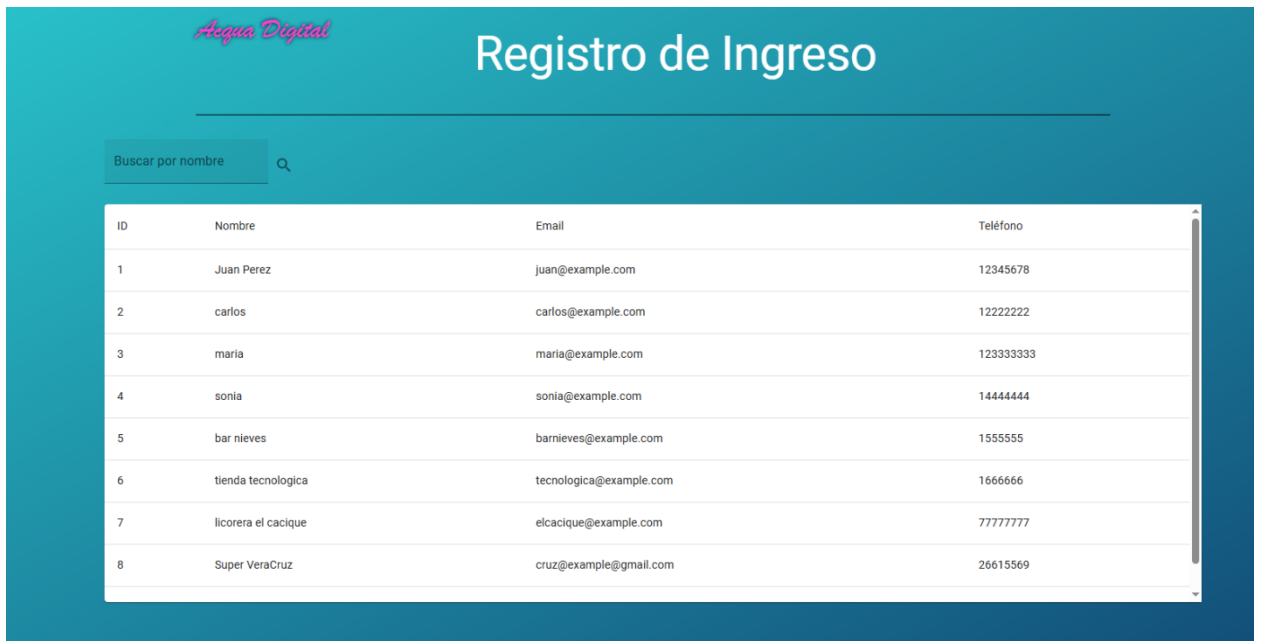 Acqua Digital
Registro de Ingreso
Buscar por nombre
ID Nombre Email Teléfono
1 Juan Perez juan@example.com 12345678
2 carlos carlos@example.com 12222222
3 maria maria@example.com 123333333
4 sonia sonia@example.com 14444444
5 bar nieves barnieves@example.com 1555555
6 tienda tecnologica tecnologica@example.com 1666666
7 licorera el cacique elcacique@example.com 77777777
8 Super VeraCruz cruz@example@gmail.com 26615569